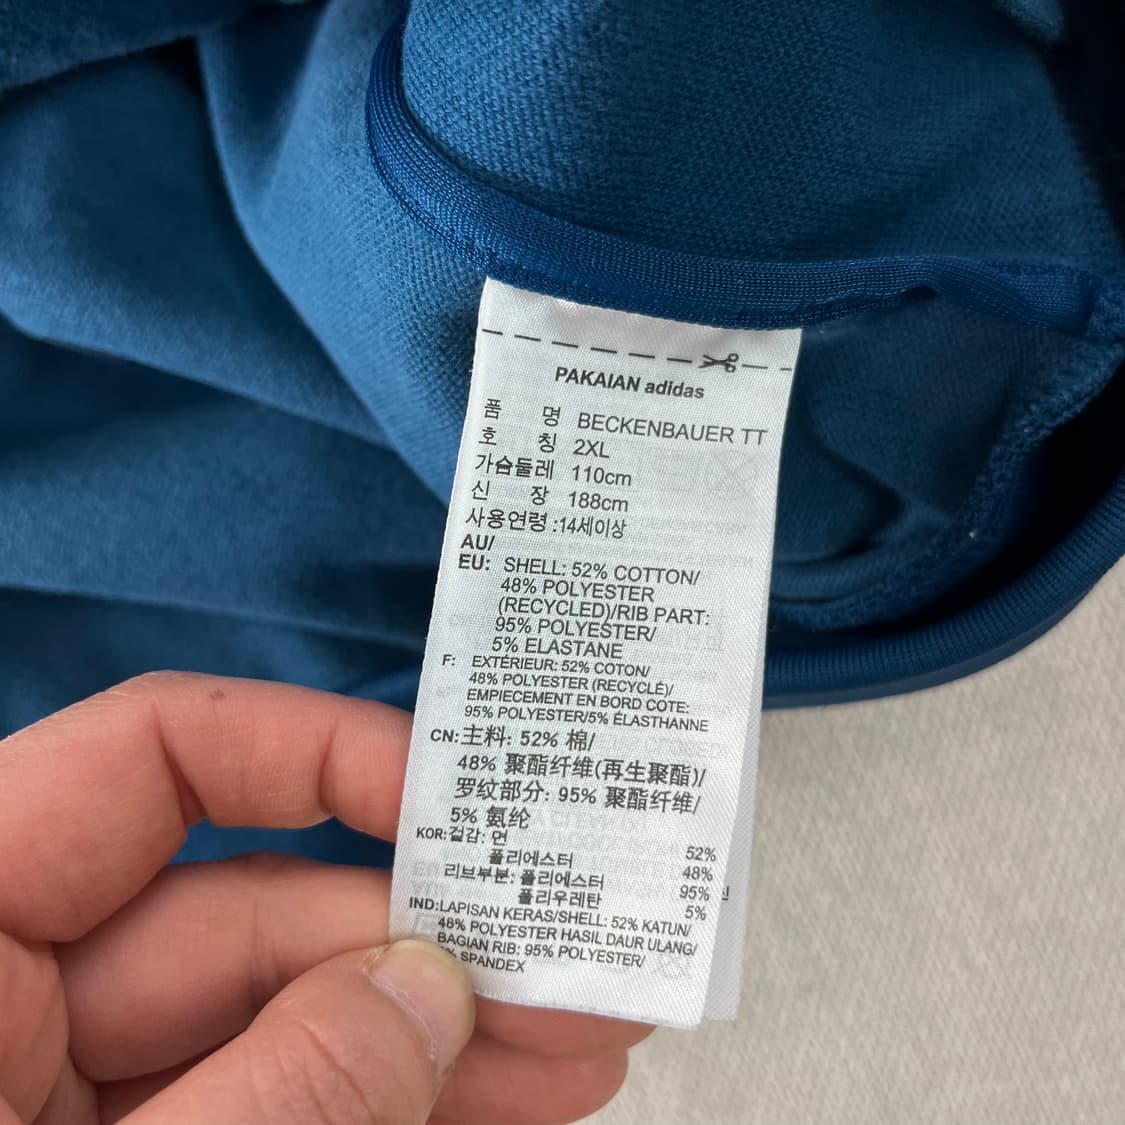 PAKAIAN adidas
품 명 BECKENBAUER TT
호 칭 2XL
가슴둘레 110cm
신 장 188cm
사용연령 :14세이상
AU/
EU: SHELL: 52% COTTON/
48% POLYESTER
(RECYCLED)/RIB PART:
95% POLYESTER/
5% ELASTANE
F: EXTÉRIEUR: 52% COTON/
48% POLYESTER (RECYCLÉ)/
EMPIECEMENT EN BORD COTE:
95% POLYESTER/5% ÉLASTHANNE
CN: 主料: 52% 棉/
48% 聚酯纤维(再生聚酯)/
罗纹部分: 95% 聚酯纤维/
5% 氨纶
KOR: 겉감: 면 52%
폴리에스터 48%
리브부분: 폴리에스터 95%
폴리우레탄 5%
IND: LAPISAN KERAS/SHELL: 52% KATUN/
48% POLYESTER HASIL DAUR ULANG/
BAGIAN RIB: 95% POLYESTER/
% SPANDEX